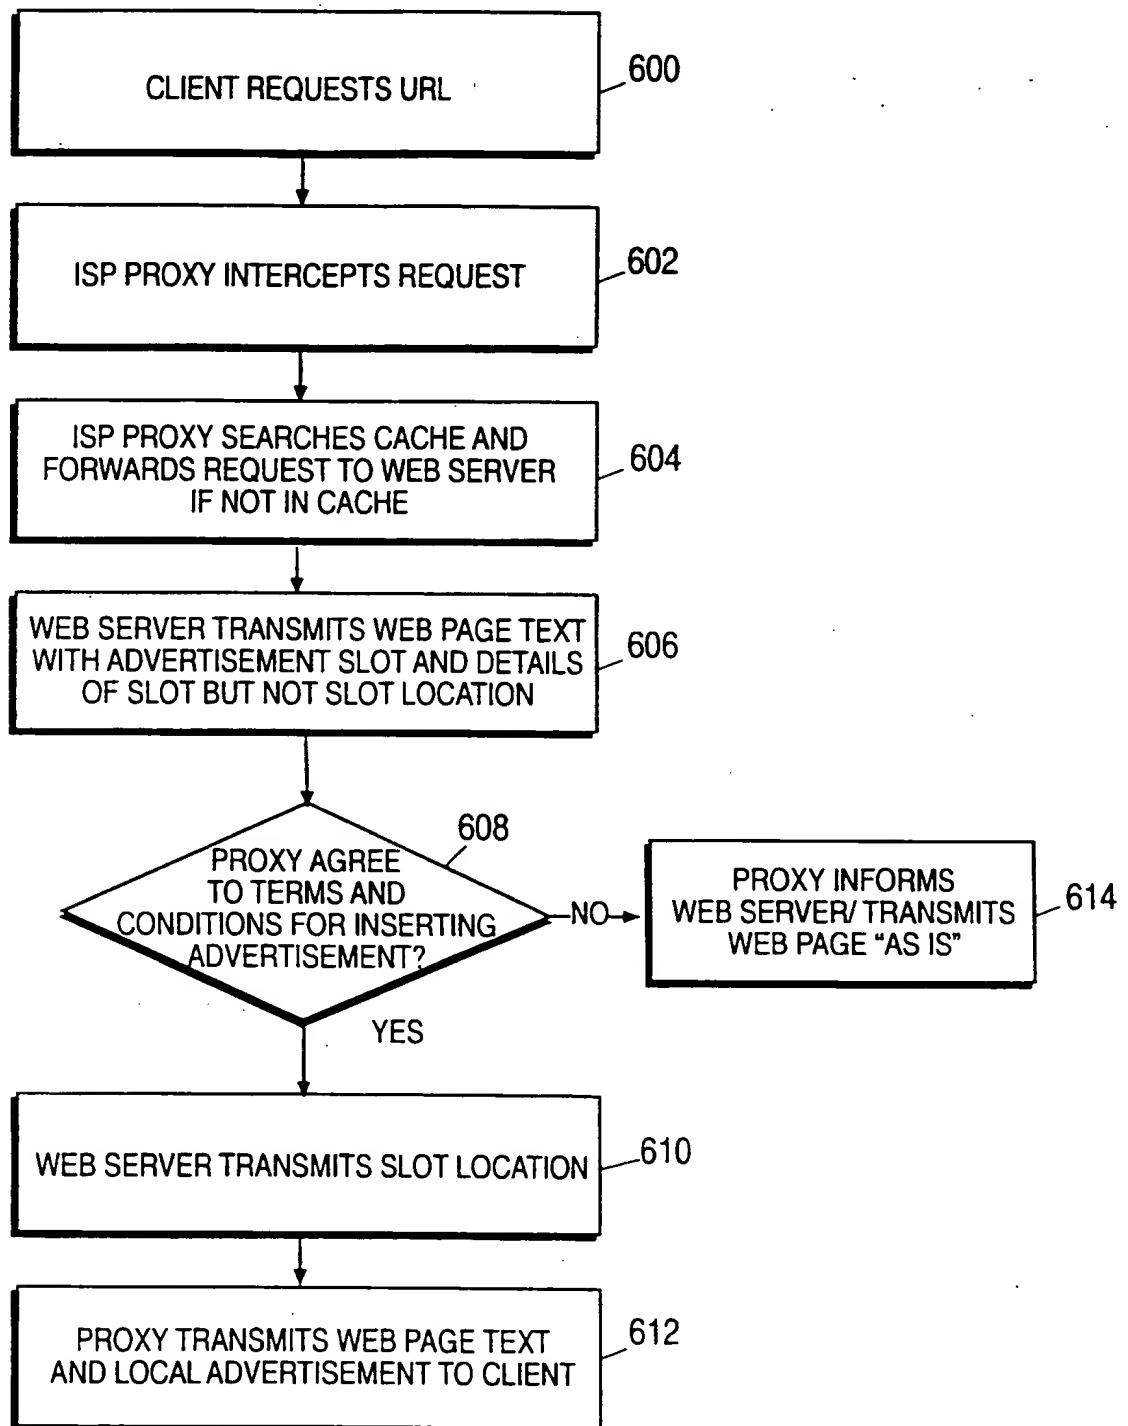 CLIENT REQUESTS URL
600
ISP PROXY INTERCEPTS REQUEST
602
ISP PROXY SEARCHES CACHE AND
FORWARDS REQUEST TO WEB SERVER
IF NOT IN CACHE
604
WEB SERVER TRANSMITS WEB PAGE TEXT
WITH ADVERTISEMENT SLOT AND DETAILS
OF SLOT BUT NOT SLOT LOCATION
606
608
PROXY AGREE
TO TERMS AND
CONDITIONS FOR INSERTING
ADVERTISEMENT?
NO
PROXY INFORMS
WEB SERVER/ TRANSMITS
WEB PAGE "AS IS"
614
YES
WEB SERVER TRANSMITS SLOT LOCATION
610
PROXY TRANSMITS WEB PAGE TEXT
AND LOCAL ADVERTISEMENT TO CLIENT
612